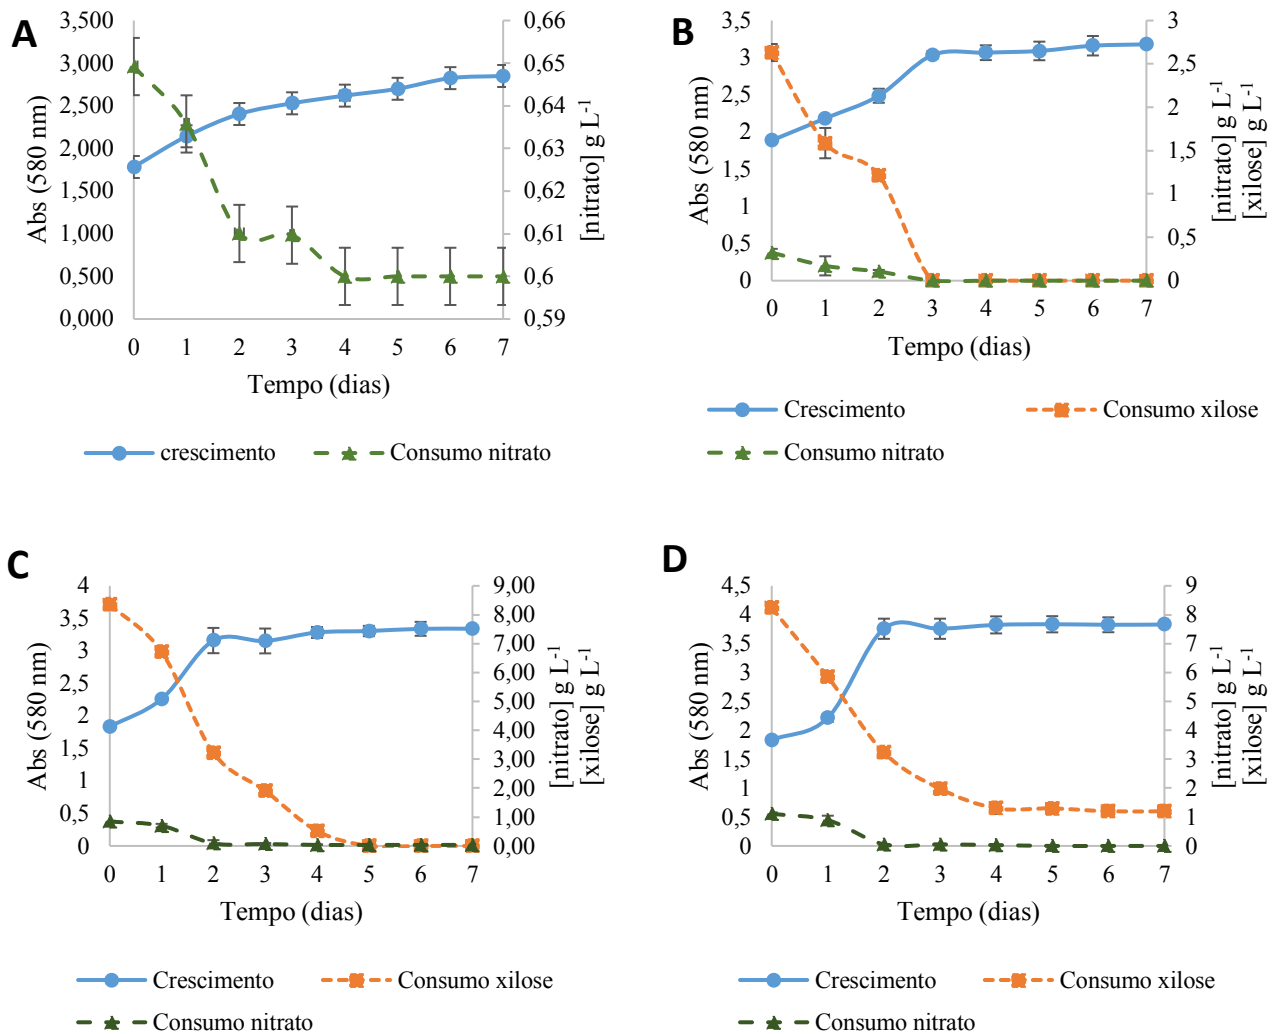 A
3,500
3,000
2,500
2,000
1,500
1,000
0,500
0,000
Abs (580 nm)
0,66
0,65
0,64
0,63
0,62
0,61
0,6
0,59
[nitrato] g L-1
0 1 2 3 4 5 6 7
Tempo (dias)
crescimento Consumo nitrato
B
3,5
3
2,5
2
1,5
1
0,5
0
Abs (580 nm)
3
2,5
2
1,5
1
0,5
0
[nitrato] g L-1
[xilose] g L-1
0 1 2 3 4 5 6 7
Tempo (dias)
Crescimento Consumo xilose
Consumo nitrato
C
4
3,5
3
2,5
2
1,5
1
0,5
0
Abs (580 nm)
9,00
8,00
7,00
6,00
5,00
4,00
3,00
2,00
1,00
0,00
[nitrato] g L-1
[xilose] g L-1
0 1 2 3 4 5 6 7
Tempo (dias)
Crescimento Consumo xilose
Consumo nitrato
D
4,5
4
3,5
3
2,5
2
1,5
1
0,5
0
Abs (580 nm)
9
8
7
6
5
4
3
2
1
0
[nitrato] g L-1
[xilose] g L-1
0 1 2 3 4 5 6 7
Tempo (dias)
Crescimento Consumo xilose
Consumo nitrato